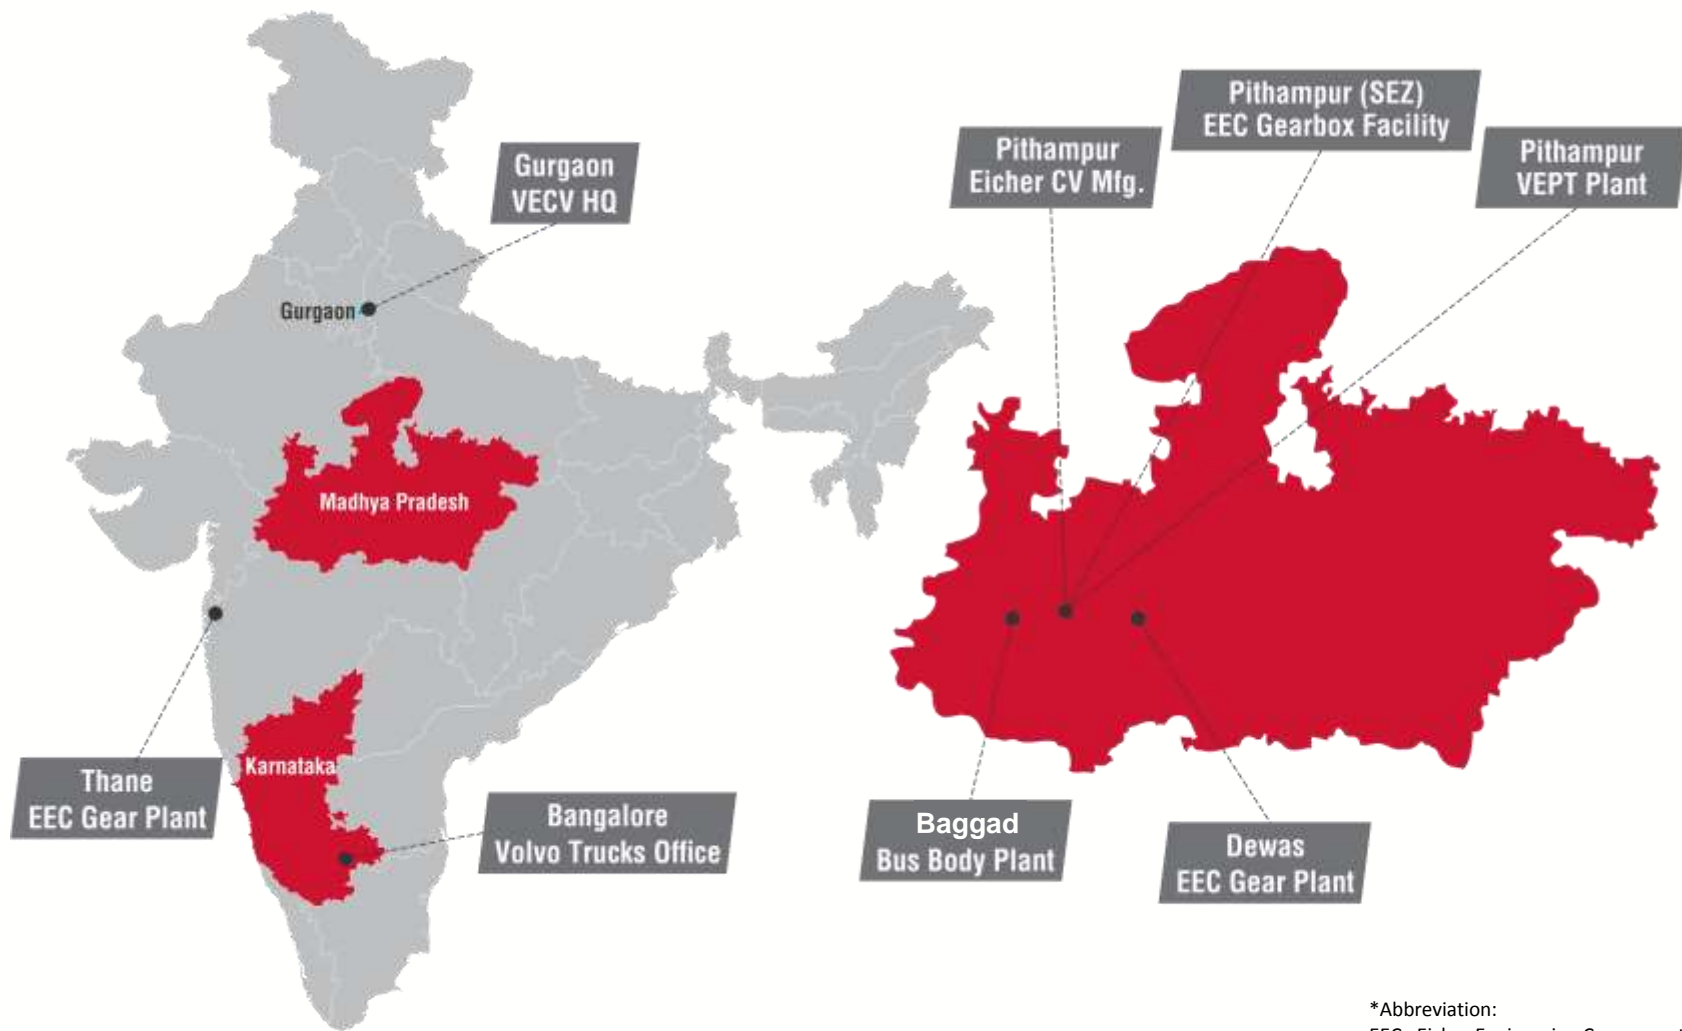 Gurgaon
VECV HQ
Gurgaon
Madhya Pradesh
Karnataka
Thane
EEC Gear Plant
Bangalore
Volvo Trucks Office
Pithampur
Eicher CV Mfg.
Pithampur (SEZ)
EEC Gearbox Facility
Pithampur
VEPT Plant
Baggad
Bus Body Plant
Dewas
EEC Gear Plant
*Abbreviation: